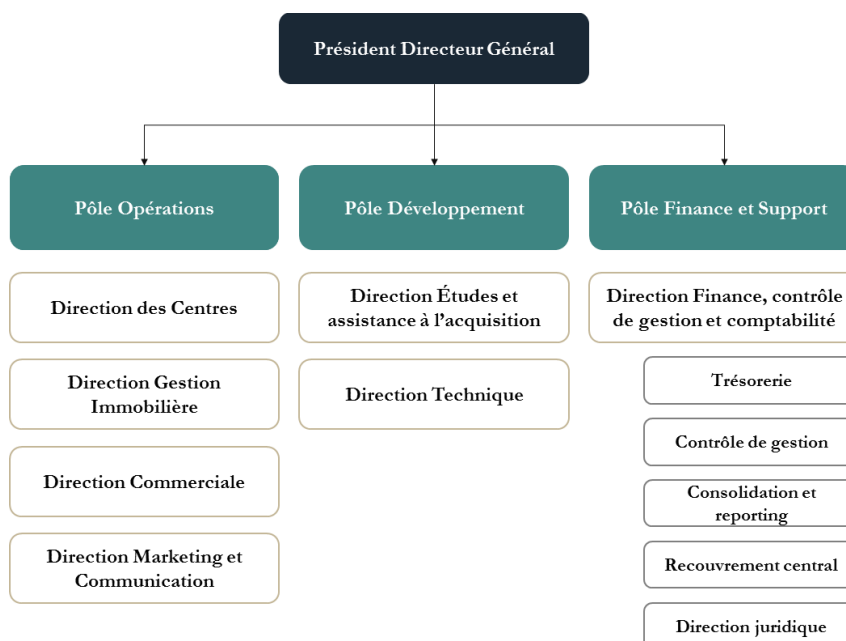 Président Directeur Général
Pôle Opérations
Pôle Développement
Pôle Finance et Support
Direction des Centres
Direction Gestion
Immobilière
Direction Commerciale
Direction Marketing et
Communication
Direction Études et
assistance à l’acquisition
Direction Technique
Direction Finance, contrôle
de gestion et comptabilité
Trésorerie
Contrôle de gestion
Consolidation et
reporting
Recouvrement central
Direction juridique